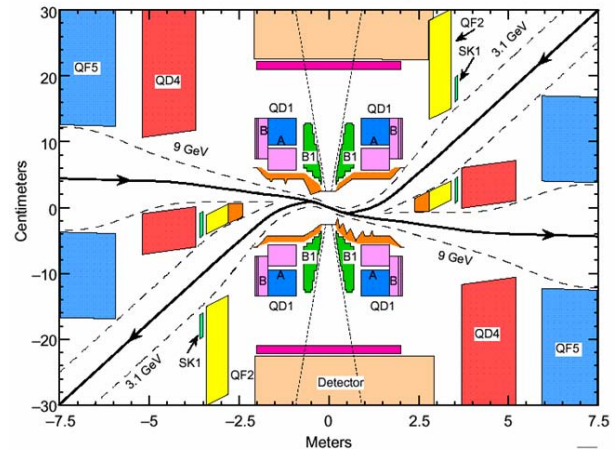 30
20
10
0
-10
-20
-30
Centimeters
QF5
QD4
QF2
SK1
3.1 GeV
QD1
QD1
B
A
B1
B1
A
B
9 GeV
9 GeV
B
A
B1
B1
A
B
QD1
QD1
SK1
QF2
3.1 GeV
Detector
QD4
QF5
-7.5
-5
-2.5
0
2.5
5
7.5
Meters